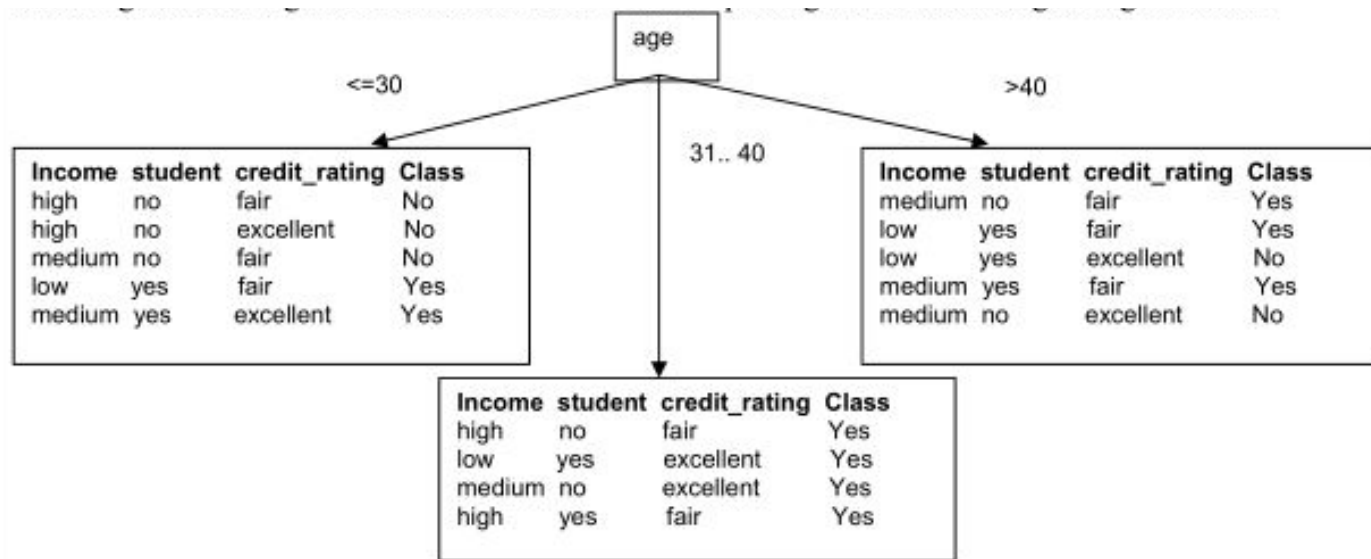 age
<=30
31.. 40
>40
Income student credit_rating Class
high no fair No
high no excellent No
medium no fair No
low yes fair Yes
medium yes excellent Yes
Income student credit_rating Class
high no fair Yes
low yes excellent Yes
medium no excellent Yes
high yes fair Yes
Income student credit_rating Class
medium no fair Yes
low yes fair Yes
low yes excellent No
medium yes fair Yes
medium no excellent No